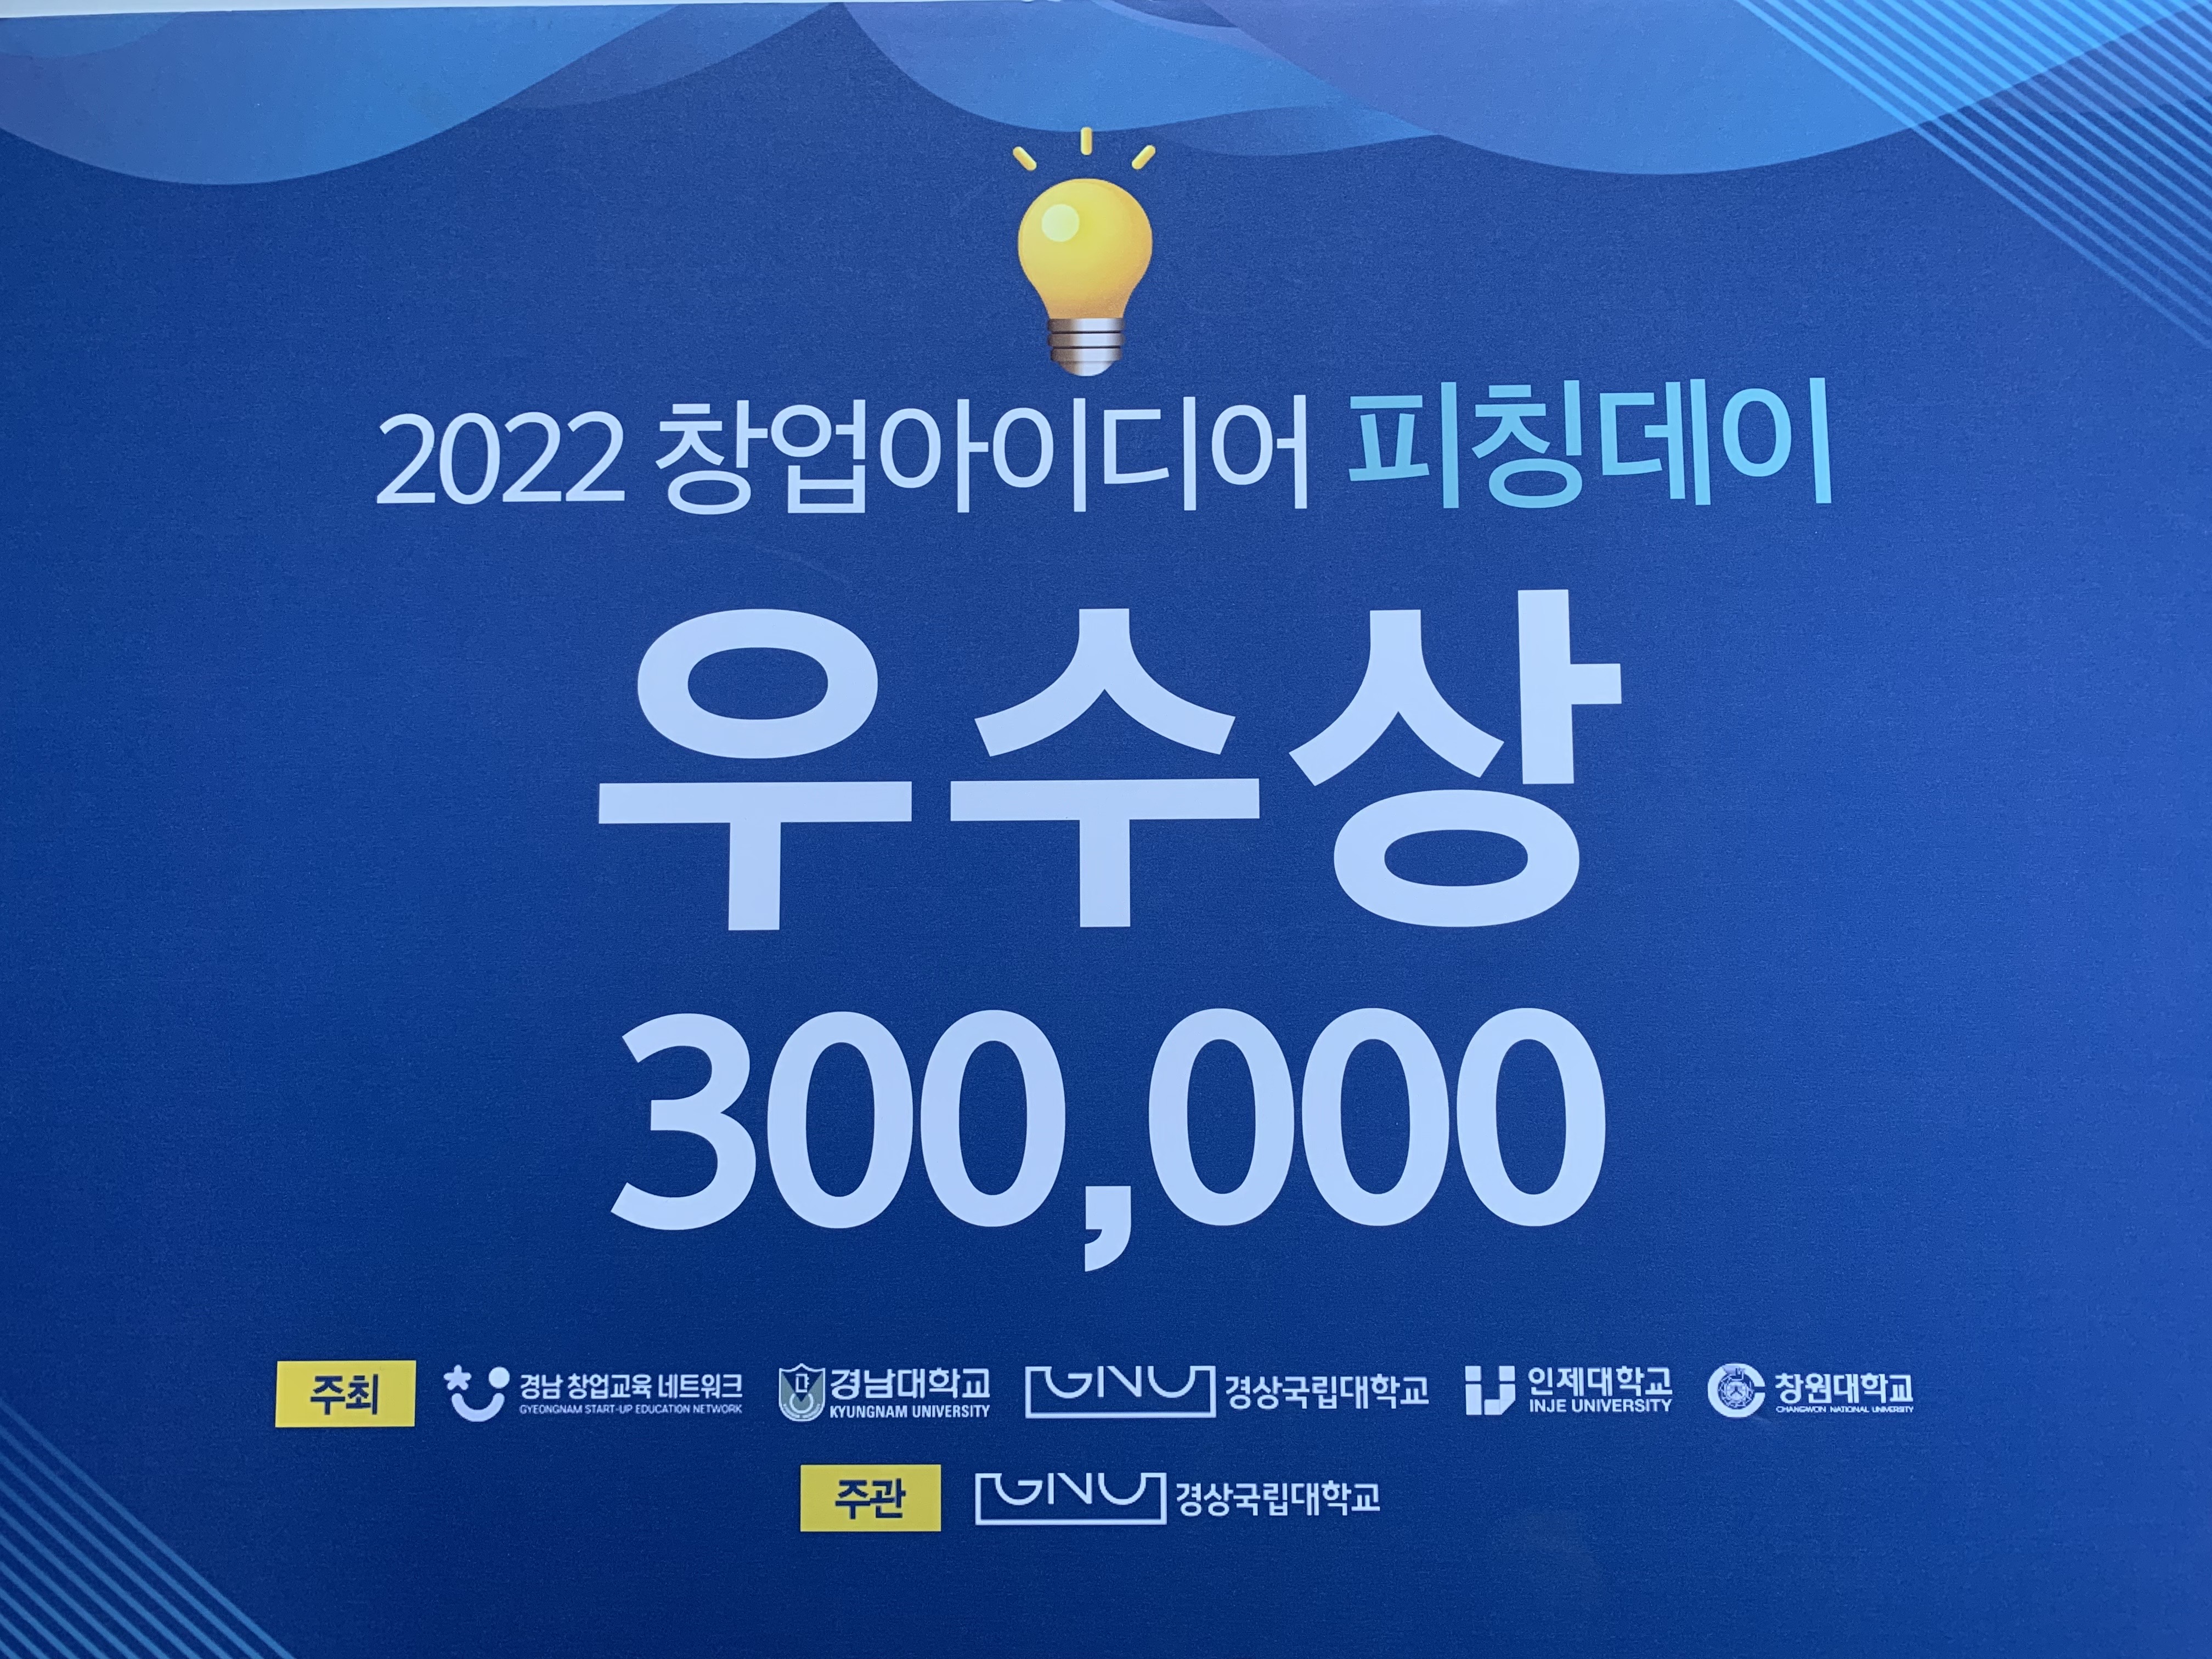 2022 창업아이디어 피칭데이
우수상
300,000
주최 경남 창업교육 네트워크 GYEONGNAM START-UP EDUCATION NETWORK 경남대학교 KYUNGNAM UNIVERSITY GNU 경상국립대학교 인제대학교 INJE UNIVERSITY 창원대학교 CHANGWON NATIONAL UNIVERSITY
주관 GNU 경상국립대학교